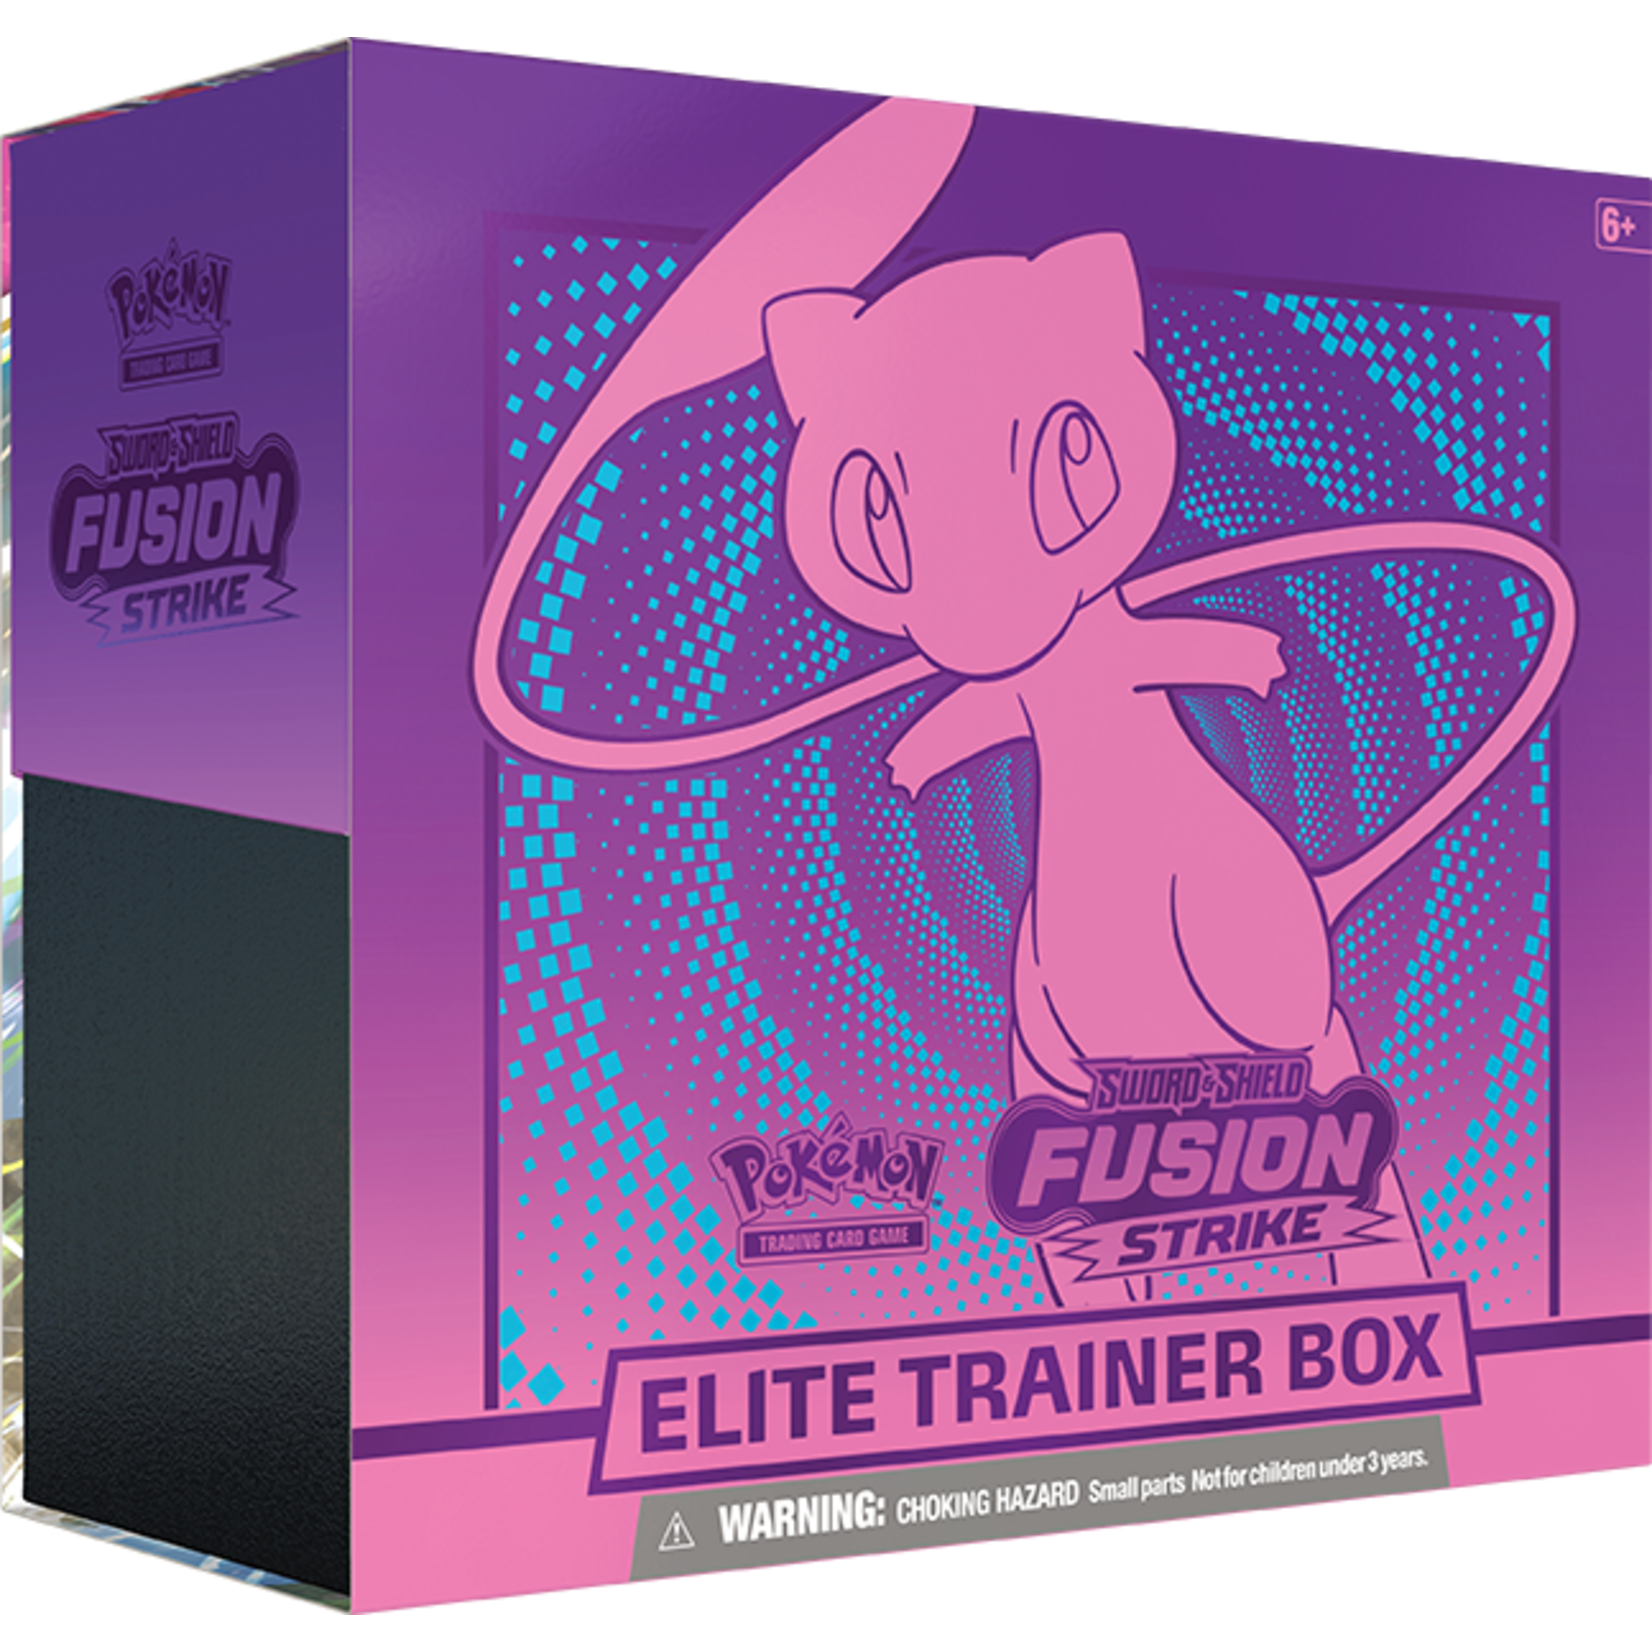 POKéMON
TRADING CARD GAME
SWORD & SHIELD
FUSION
STRIKE
6+
POKéMON
TRADING CARD GAME
SWORD & SHIELD
FUSION
STRIKE
ELITE TRAINER BOX
WARNING: CHOKING HAZARD Small parts Not for children under 3 years.